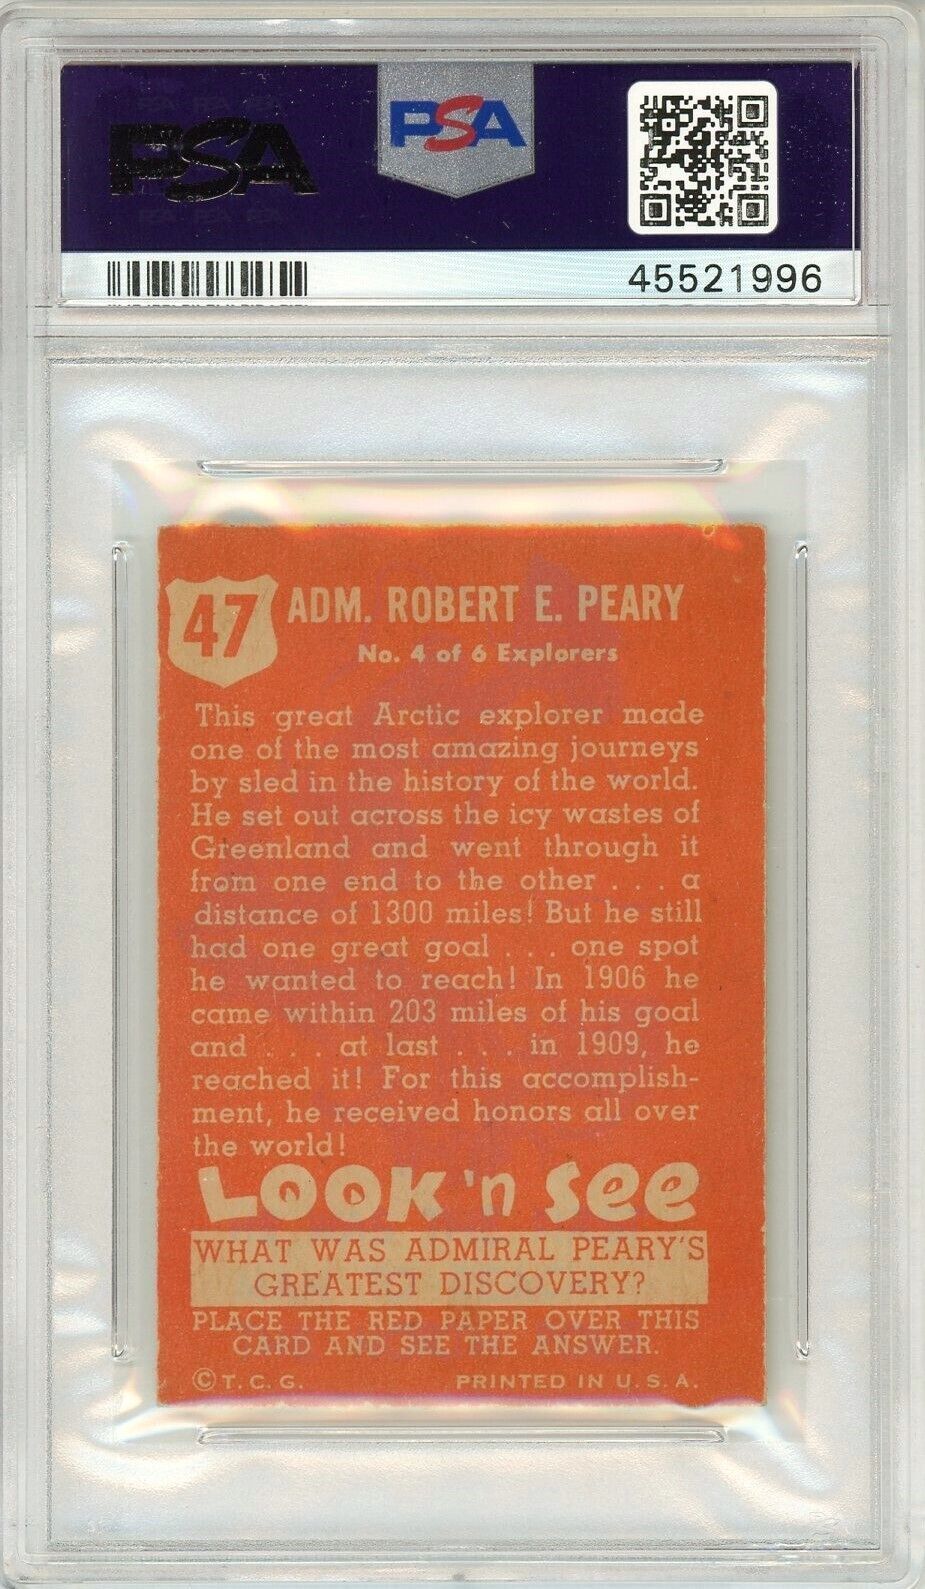 PSA PSA PSA
PSA
PSA
PSA PSA PSA
45521996
47
ADM. ROBERT E. PEARY
No. 4 of 6 Explorers
This great Arctic explorer made
one of the most amazing journeys
by sled in the history of the world.
He set out across the icy wastes of
Greenland and went through it
from one end to the other . . . a
distance of 1300 miles! But he still
had one great goal . . . one spot
he wanted to reach! In 1906 he
came within 203 miles of his goal
and . . . at last . . . in 1909, he
reached it! For this accomplish-
ment, he received honors all over
the world!
LOOK 'n SEE
WHAT WAS ADMIRAL PEARY'S
GREATEST DISCOVERY?
PLACE THE RED PAPER OVER THIS
CARD AND SEE THE ANSWER.
© T. C. G. PRINTED IN U. S. A.